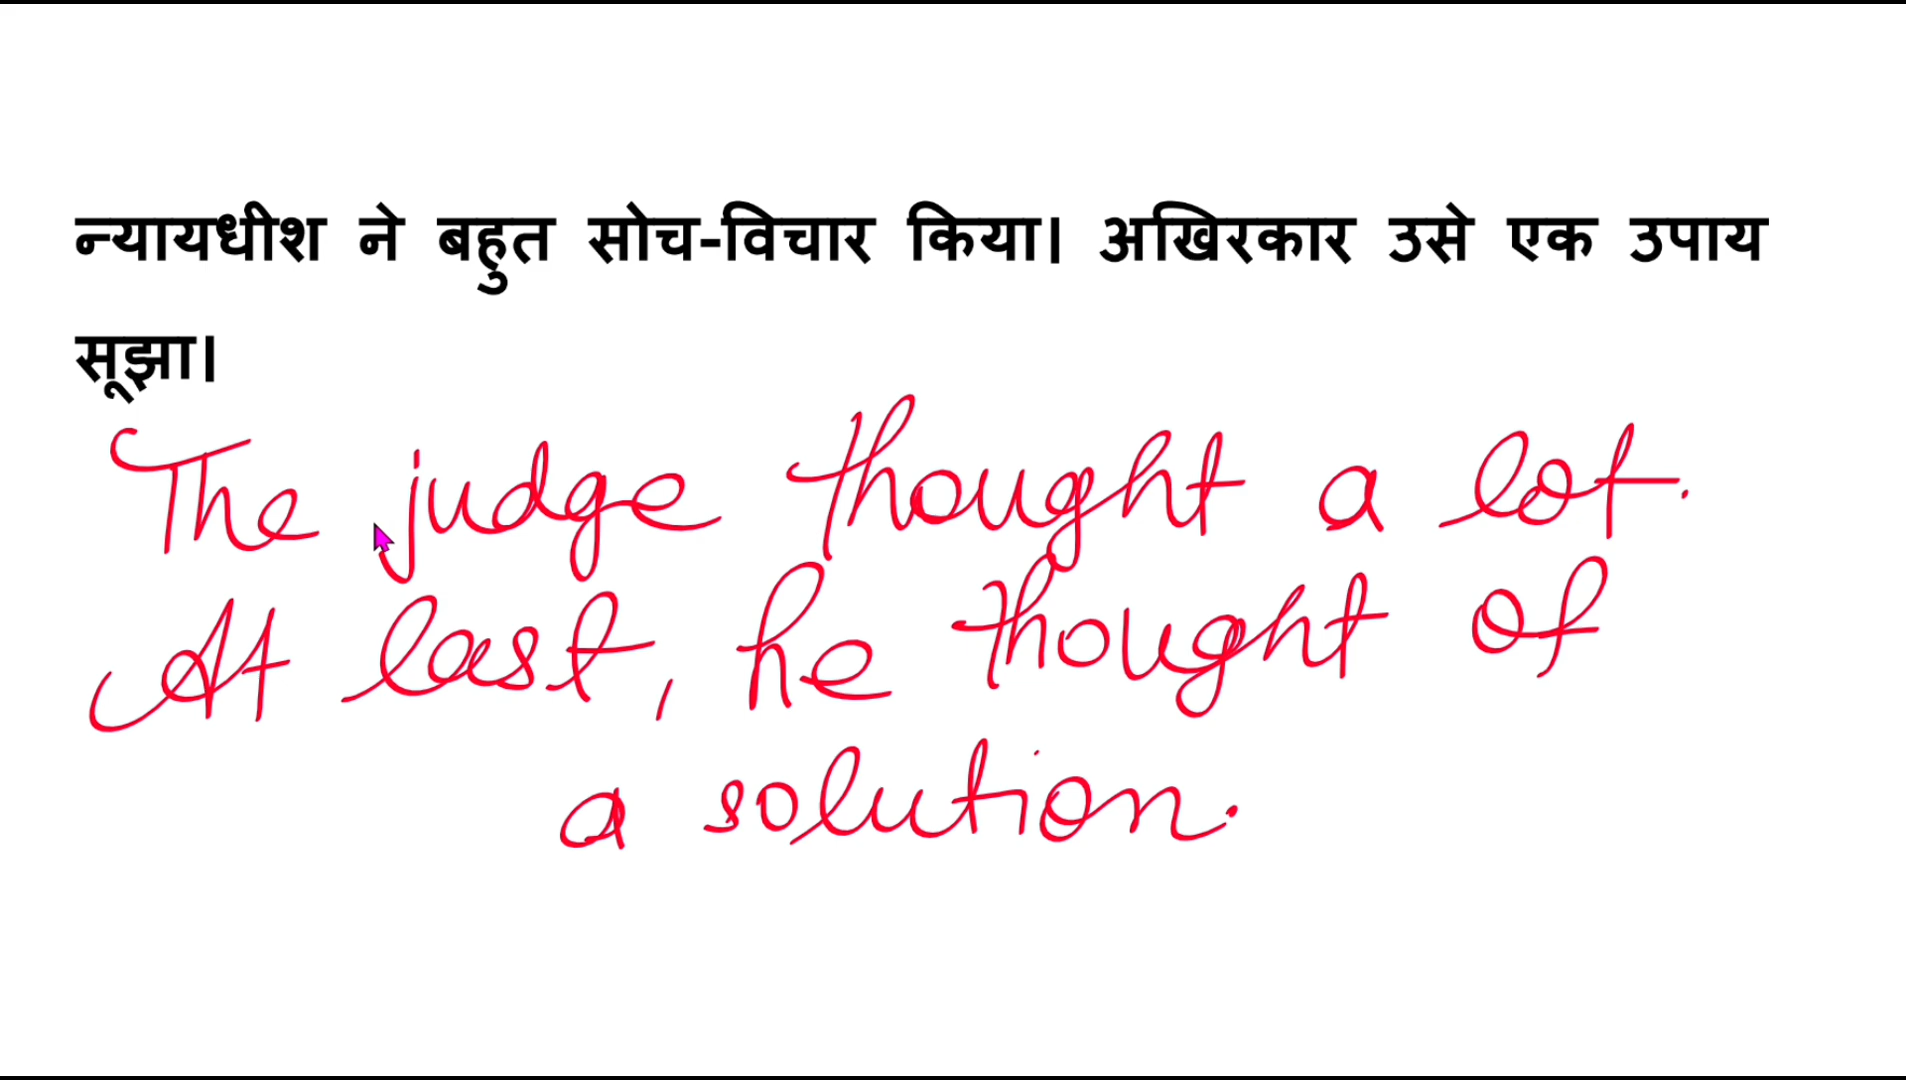 न्यायधीश ने बहुत सोच-विचार किया। अखिरकार उसे एक उपाय
सूझा।
The judge thought a lot.
At last, he thought of
a solution.